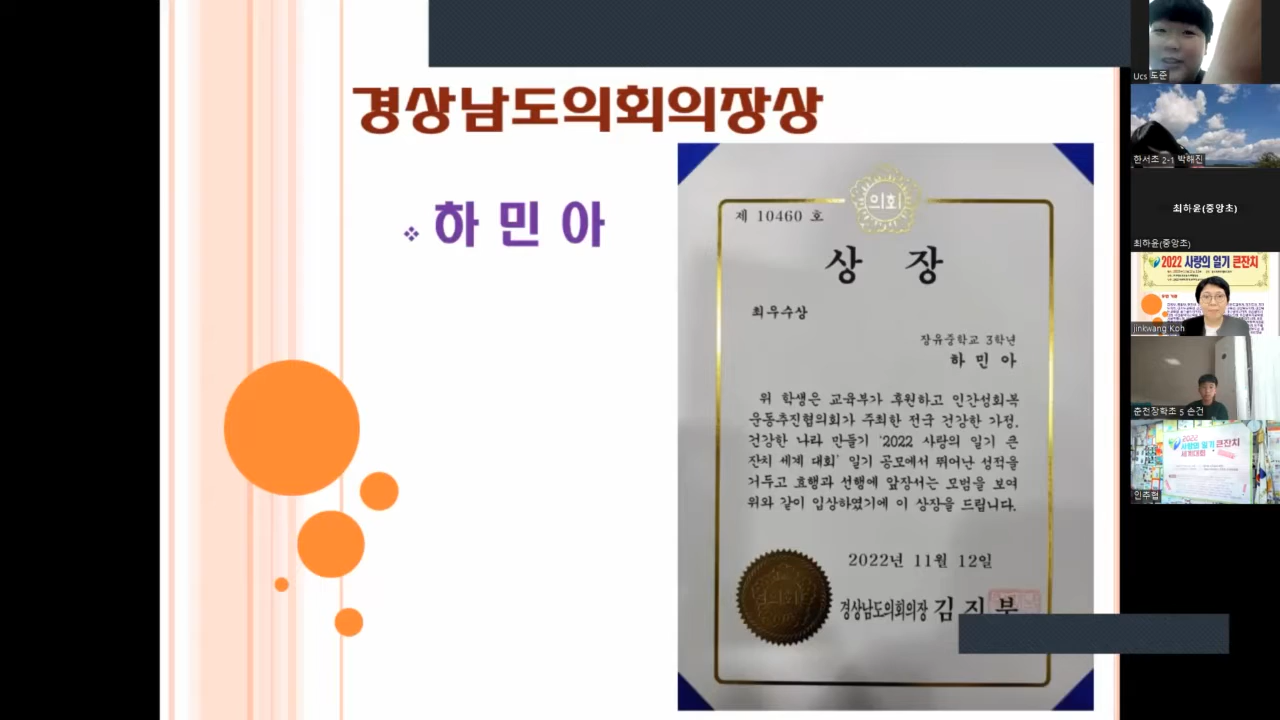 경상남도의회의장상
하 민 아
의회
제 10460 호
상 장
최우수상
장유중학교 3학년
하 민 아
위 학생은 교육부가 후원하고 인간성회복
운동추진협의회가 주최한 전국 건강한 가정,
건강한 나라 만들기 '2022 사랑의 일기 큰
잔치 세계 대회' 일기 공모에서 뛰어난 성적을
거두고 효행과 선행에 앞장서는 모범을 보여
위와 같이 입상하였기에 이 상장을 드립니다.
2022년 11월 12일
경상남도의회의장 김 진 부
Ucs 도준
한서초 2-1 박해진
최하윤(중앙초)
최하윤(중앙초)
2022 사랑의 일기 큰잔치
jinkwang Koh
춘천장학초 5 손건
2022
사랑의 일기 큰잔치
세계대회
인추협